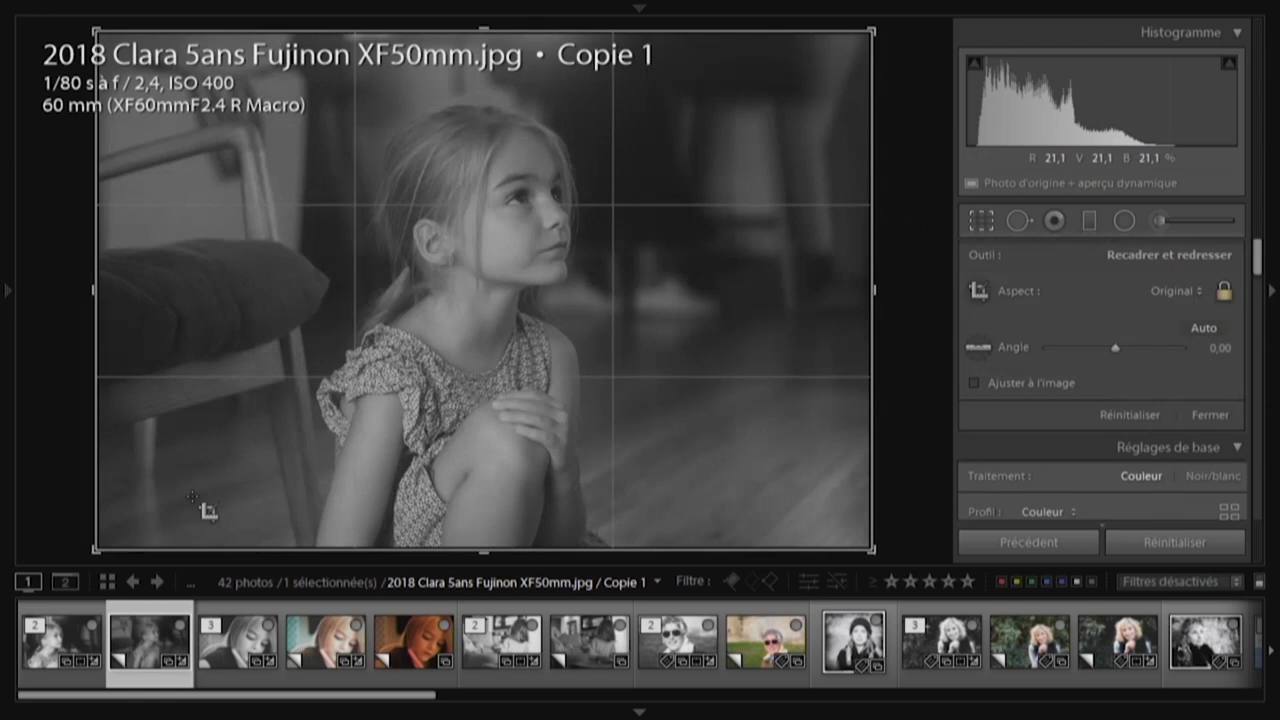 2018 Clara 5ans Fujinon XF50mm.jpg • Copie 1
1/80 s à f / 2,4, ISO 400
60 mm (XF60mmF2.4 R Macro)
Histogramme
R 21,1 V 21,1 B 21,1 %
Photo d'origine + aperçu dynamique
Outil : Recadrer et redresser
Aspect : Original
Auto
Angle 0,00
Ajuster à l'image
Réinitialiser Fermer
Réglages de base
Traitement : Couleur Noir/blanc
Profil : Couleur
Précédent Réinitialiser
1 2 ... 42 photos / 1 sélectionnée(s) / 2018 Clara 5ans Fujinon XF50mm.jpg / Copie 1 Filtre : ≥ ★★★★★ Filtres désactivés
2 3 2 2 3